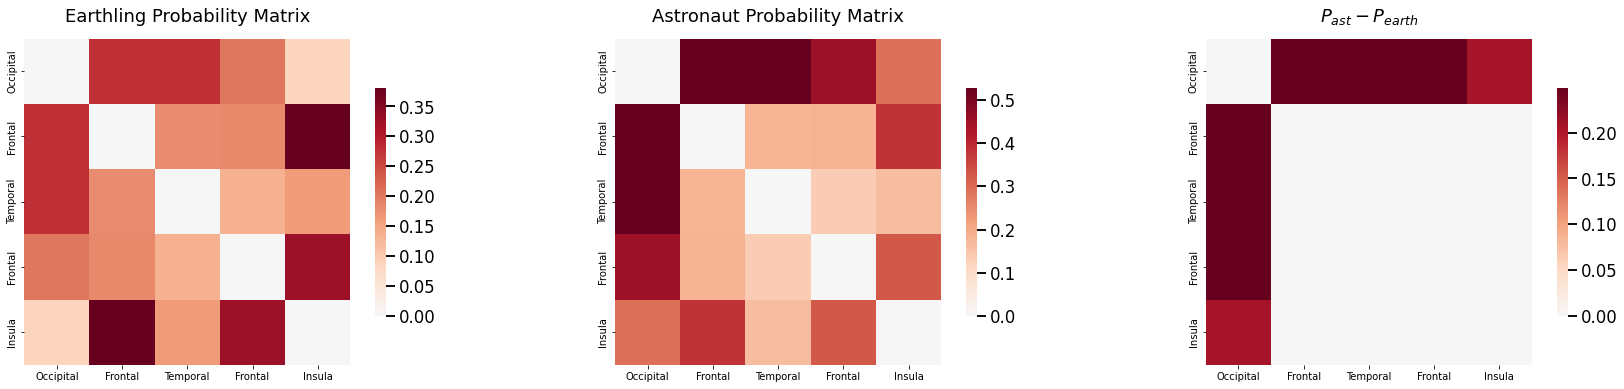 Earthling Probability Matrix
Occipital
Frontal
Temporal
Frontal
Insula
Occipital Frontal Temporal Frontal Insula
0.35
0.30
0.25
0.20
0.15
0.10
0.05
0.00
Astronaut Probability Matrix
Occipital
Frontal
Temporal
Frontal
Insula
Occipital Frontal Temporal Frontal Insula
0.5
0.4
0.3
0.2
0.1
0.0
P_ast − P_earth
Occipital
Frontal
Temporal
Frontal
Insula
Occipital Frontal Temporal Frontal Insula
0.20
0.15
0.10
0.05
0.00